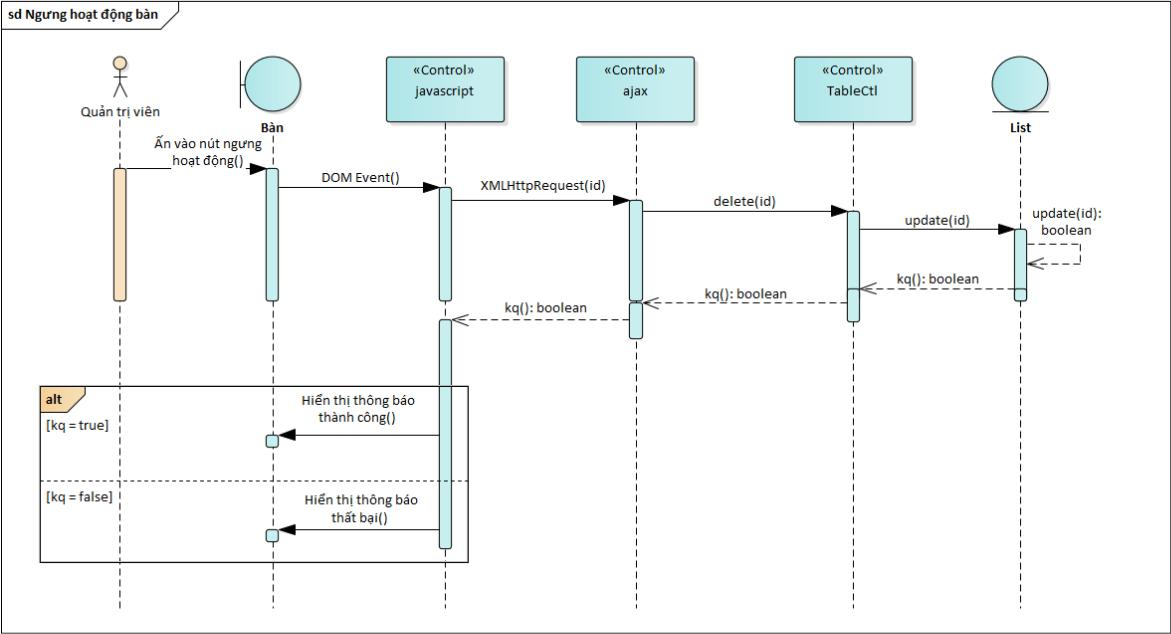 sd Ngưng hoạt động bàn
Quản trị viên
Bàn
«Control»
javascript
«Control»
ajax
«Control»
TableCtl
List
Ấn vào nút ngưng
hoạt động()
DOM Event()
XMLHttpRequest(id)
delete(id)
update(id)
update(id):
boolean
kq(): boolean
kq(): boolean
kq(): boolean
alt
[kq = true]
Hiển thị thông báo
thành công()
[kq = false]
Hiển thị thông báo
thất bại()